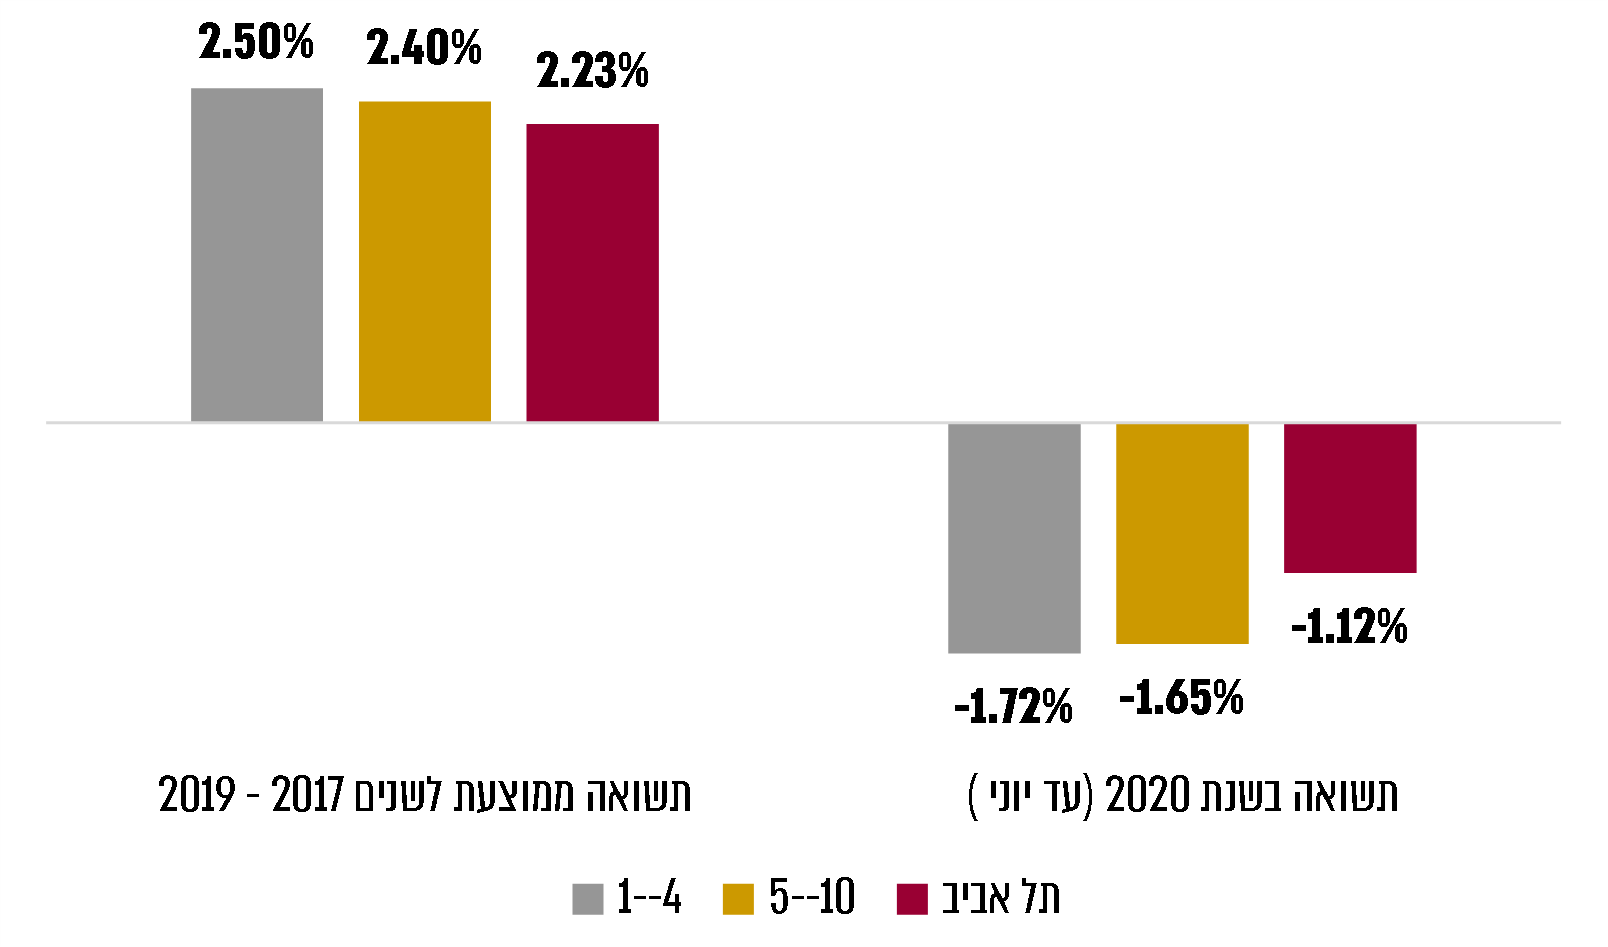 2.50%
2.40%
2.23%
-1.72%
-1.65%
-1.12%
תשואה ממוצעת לשנים 2017 - 2019
תשואה בשנת 2020 (עד יוני )
1--4
5--10
תל אביב